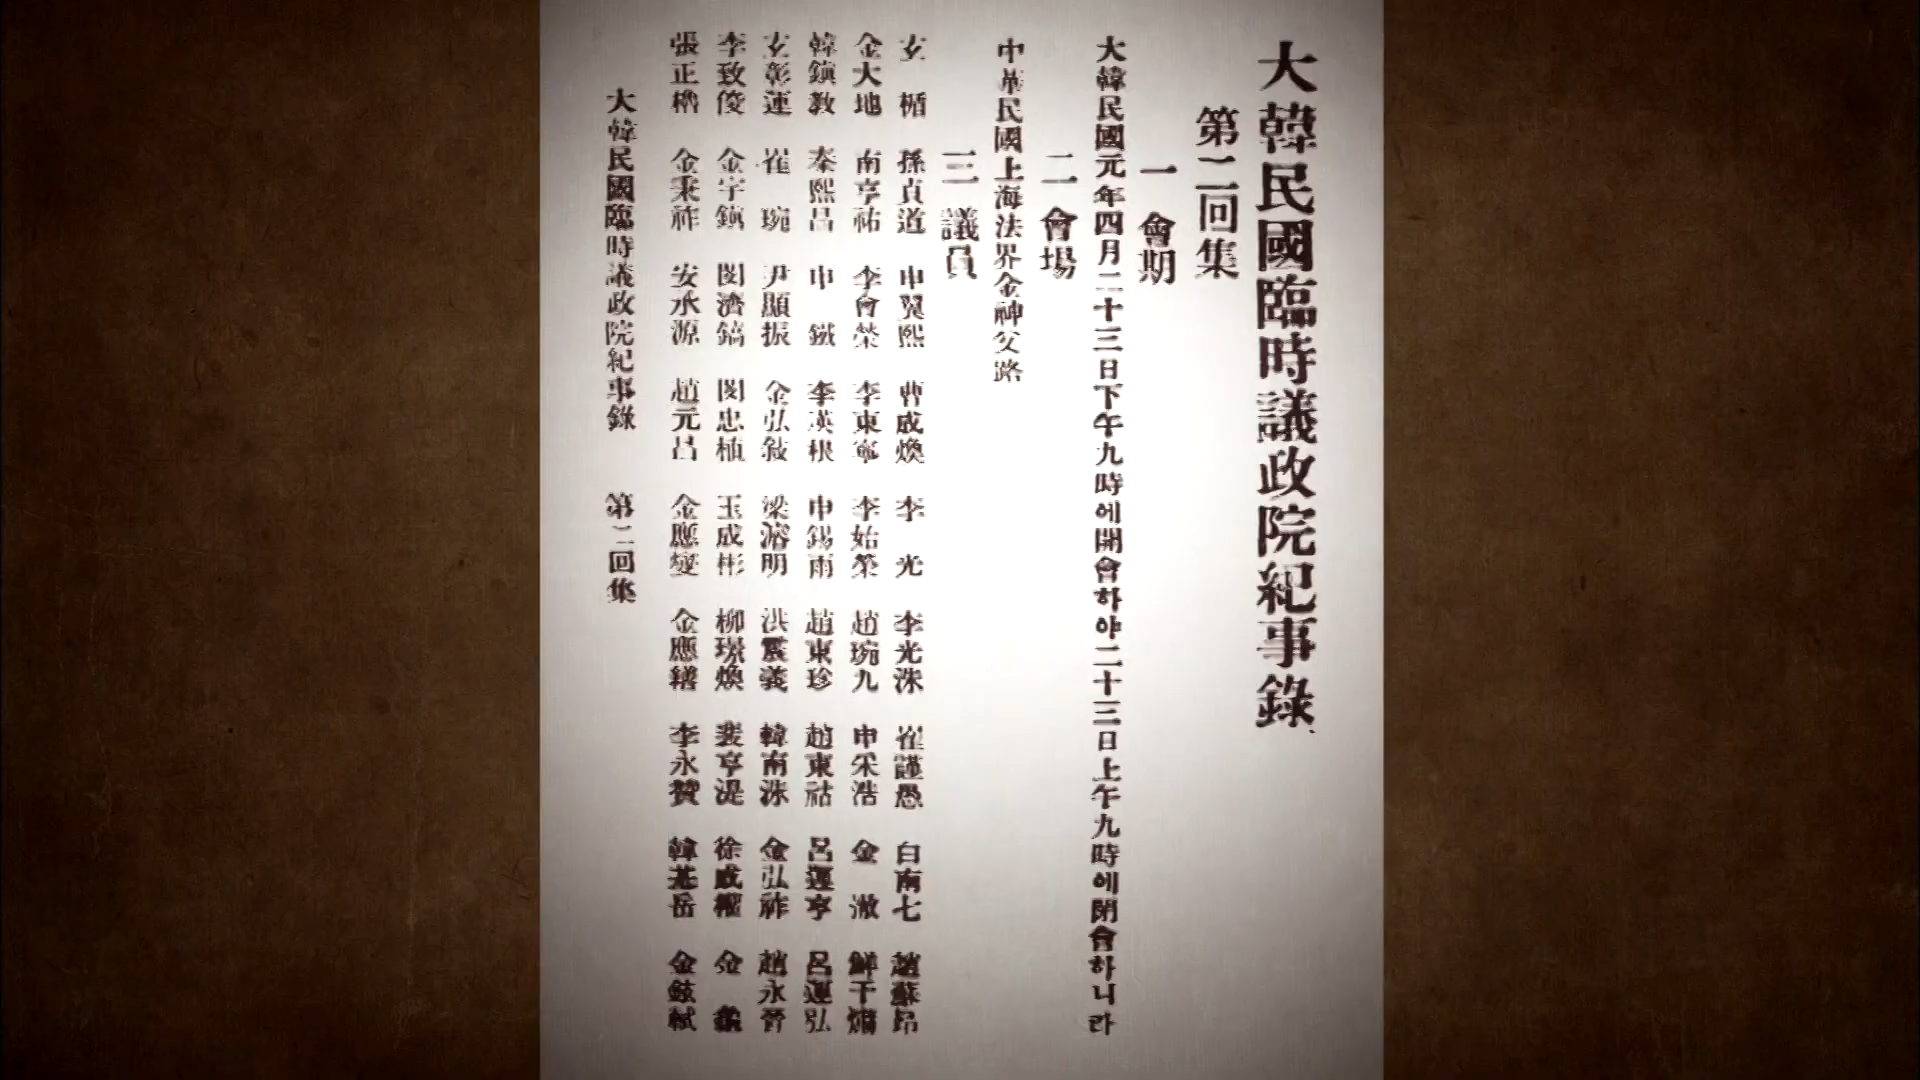 大韓民國臨時議政院紀事錄
第二回集
一 會期
大韓民國元年四月二十三日下午九時에開會하야二十三日上午九時에閉會하니라
二 會場
中華民國上海法界金神父路
三 議員
玄楯 孫貞道 申翼熙 曹成煥 李光 李光洙 崔謹愚 白南七 趙蘇昂
金大地 南亨祐 李會榮 李東寧 李始榮 趙琬九 申采浩 金澈 鮮于爀
韓鎭敎 秦熙昌 申鐵 李瑛根 申錫雨 趙東珍 趙東祜 呂運亨 呂運弘
玄彰運 崔琬 尹顯振 金弘敍 梁濬明 洪震義 韓南洙 金弘祚 趙永晉
李致俊 金宇鎭 閔濟鎬 閔忠植 玉成彬 柳璟煥 裴亨湜 徐成權 金
張正櫓 金秉祚 安承源 趙元昌 金應燮 金應 李永贊 韓基岳 金鉉軾
大韓民國臨時議政院紀事錄 第二回集